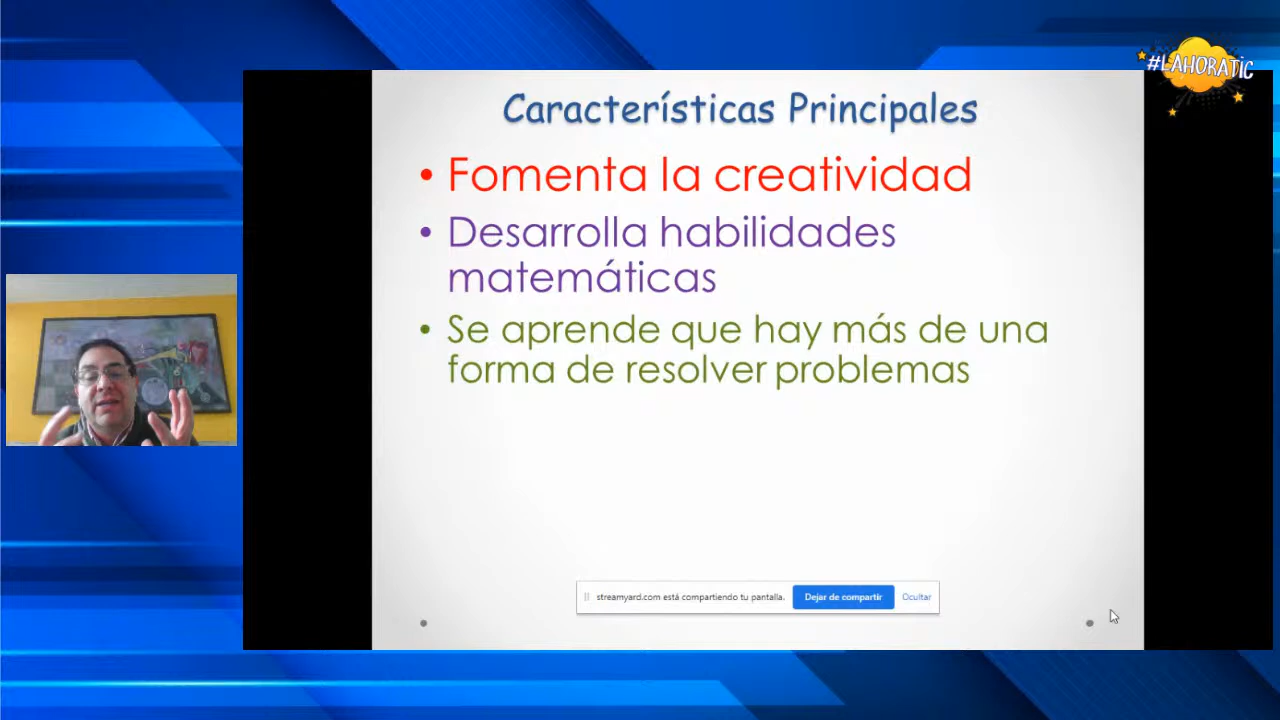 #LAHORATIC
Características Principales
• Fomenta la creatividad
• Desarrolla habilidades
matemáticas
• Se aprende que hay más de una
forma de resolver problemas
streamyard.com está compartiendo tu pantalla.
Dejar de compartir
Ocultar